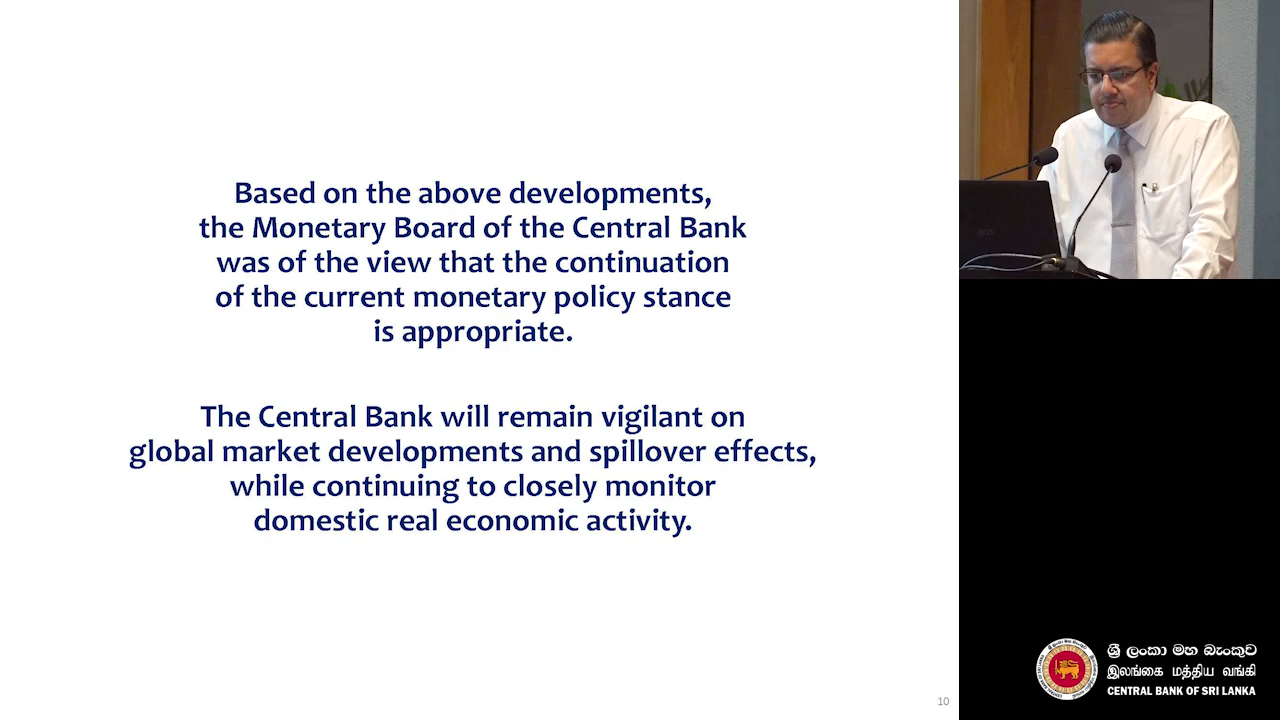 Based on the above developments,
the Monetary Board of the Central Bank
was of the view that the continuation
of the current monetary policy stance
is appropriate.
The Central Bank will remain vigilant on
global market developments and spillover effects,
while continuing to closely monitor
domestic real economic activity.
10
ශ්‍රී ලංකා මහ බැංකුව
இலங்கை மத்திய வங்கி
CENTRAL BANK OF SRI LANKA